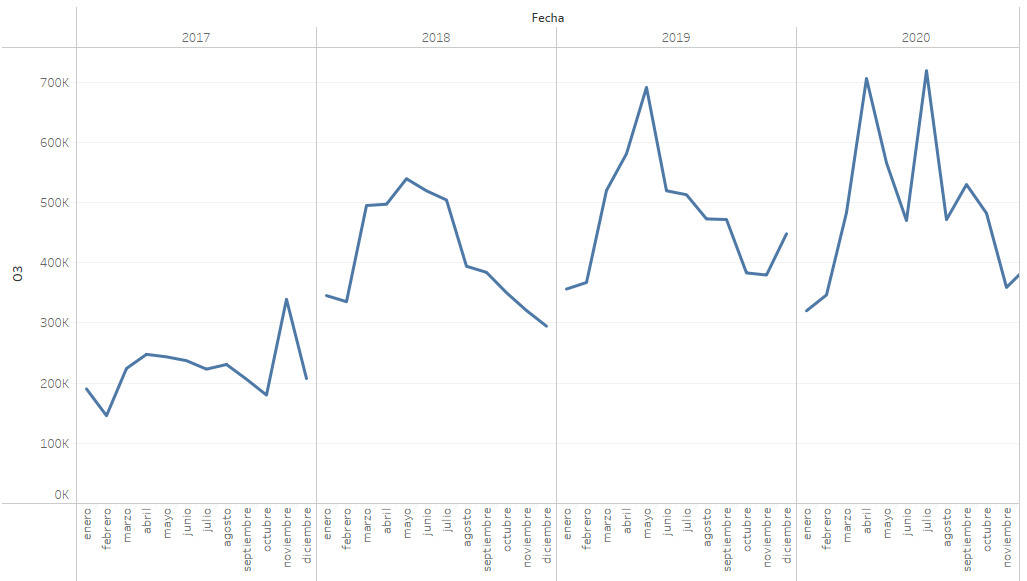 Fecha
2017 2018 2019 2020
700K
600K
500K
400K
300K
200K
100K
0K
O3
enero febrero marzo abril mayo junio julio agosto septiembre octubre noviembre diciembre enero febrero marzo abril mayo junio julio agosto septiembre octubre noviembre diciembre enero febrero marzo abril mayo junio julio agosto septiembre octubre noviembre diciembre enero febrero marzo abril mayo junio julio agosto septiembre octubre noviembre